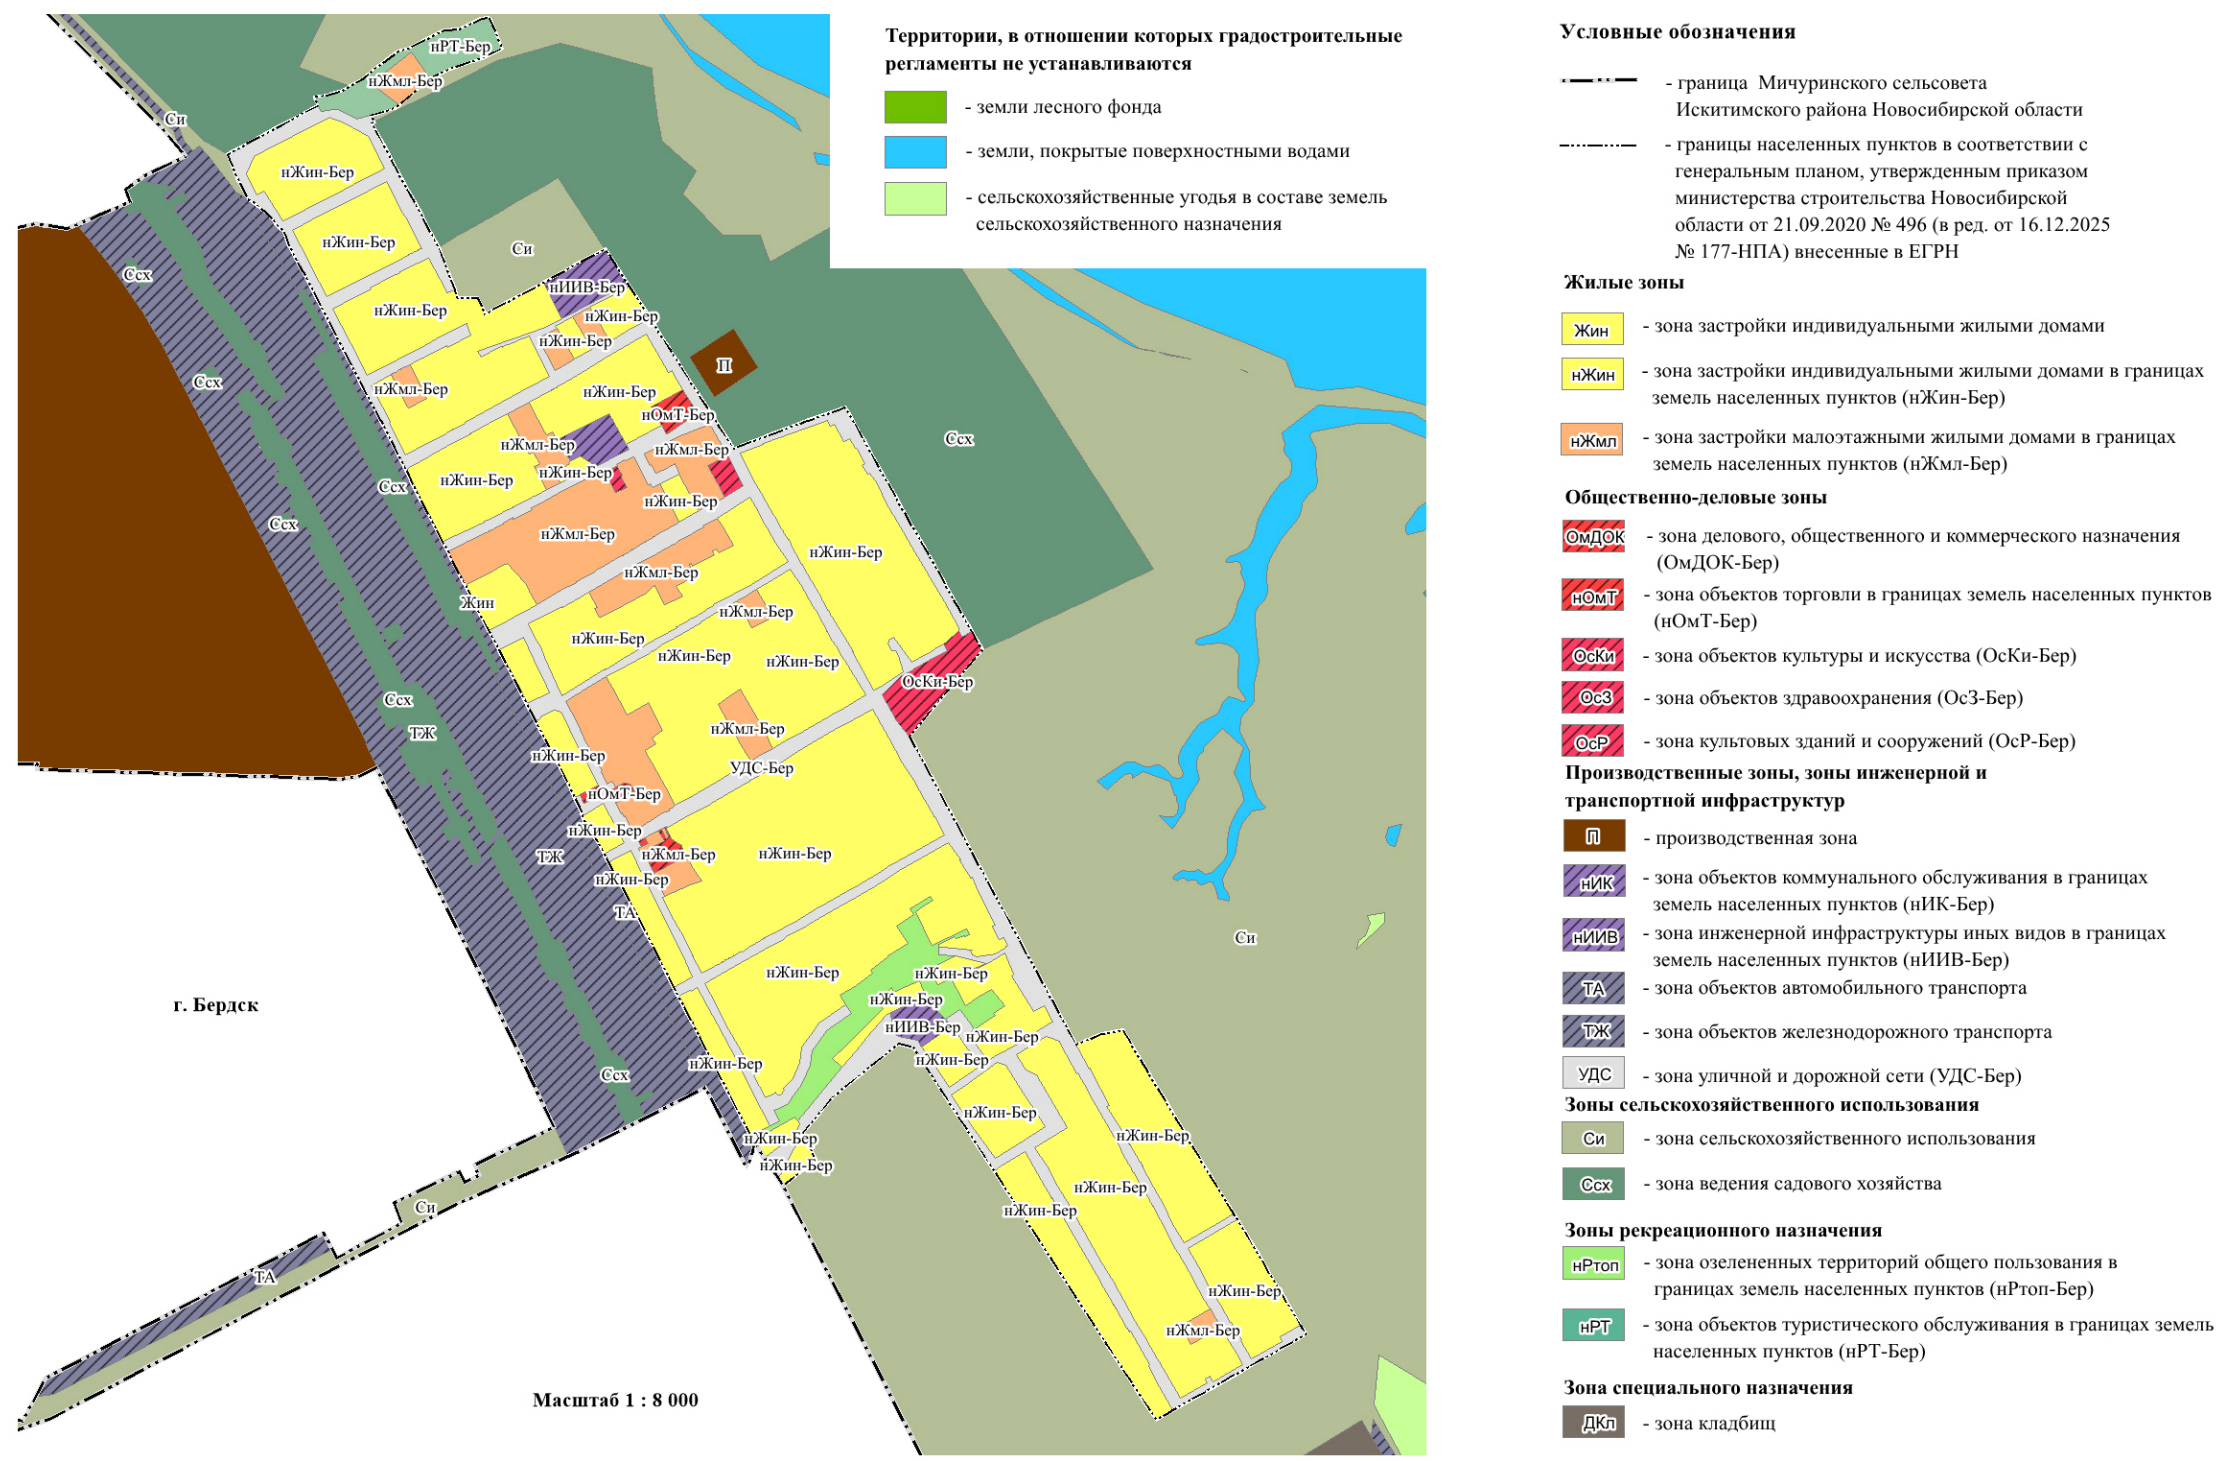 Территории, в отношении которых градостроительные
регламенты не устанавливаются
- земли лесного фонда
- земли, покрытые поверхностными водами
- сельскохозяйственные угодья в составе земель
сельскохозяйственного назначения
нРТ-Бер
нЖмл-Бер
Си
нЖин-Бер
нЖин-Бер
Си
Ссх
нИИВ-Бер
нЖин-Бер
нЖин-Бер
нЖин-Бер
П
Ссх
нЖмл-Бер
нЖин-Бер
нОмТ-Бер
Ссх
нЖмл-Бер
нЖмл-Бер
нЖин-Бер
нЖин-Бер
Ссх
нЖин-Бер
Ссх
нЖмл-Бер
нЖин-Бер
нЖмл-Бер
Жин
нЖмл-Бер
нЖин-Бер
нЖин-Бер
нЖин-Бер
ОсКи-Бер
Ссх
ТЖ
нЖмл-Бер
нЖин-Бер
УДС-Бер
нОмТ-Бер
нЖин-Бер
ТЖ
нЖмл-Бер
нЖин-Бер
нЖин-Бер
ТА
Си
нЖин-Бер
нЖин-Бер
нЖин-Бер
г. Бердск
нИИВ-Бер
нЖин-Бер
нЖин-Бер
нЖин-Бер
Ссх
нЖин-Бер
нЖин-Бер
нЖин-Бер
нЖин-Бер
нЖин-Бер
Си
нЖин-Бер
ТА
нЖин-Бер
нЖмл-Бер
Масштаб 1 : 8 000
Условные обозначения
- граница Мичуринского сельсовета
Искитимского района Новосибирской области
- границы населенных пунктов в соответствии с
генеральным планом, утвержденным приказом
министерства строительства Новосибирской
области от 21.09.2020 № 496 (в ред. от 16.12.2025
№ 177-НПА) внесенные в ЕГРН
Жилые зоны
Жин - зона застройки индивидуальными жилыми домами
нЖин - зона застройки индивидуальными жилыми домами в границах
земель населенных пунктов (нЖин-Бер)
нЖмл - зона застройки малоэтажными жилыми домами в границах
земель населенных пунктов (нЖмл-Бер)
Общественно-деловые зоны
ОмДОК - зона делового, общественного и коммерческого назначения
(ОмДОК-Бер)
нОмТ - зона объектов торговли в границах земель населенных пунктов
(нОмТ-Бер)
ОсКи - зона объектов культуры и искусства (ОсКи-Бер)
ОсЗ - зона объектов здравоохранения (ОсЗ-Бер)
ОсР - зона культовых зданий и сооружений (ОсР-Бер)
Производственные зоны, зоны инженерной и
транспортной инфраструктур
П - производственная зона
нИК - зона объектов коммунального обслуживания в границах
земель населенных пунктов (нИК-Бер)
нИИВ - зона инженерной инфраструктуры иных видов в границах
земель населенных пунктов (нИИВ-Бер)
ТА - зона объектов автомобильного транспорта
ТЖ - зона объектов железнодорожного транспорта
УДС - зона уличной и дорожной сети (УДС-Бер)
Зоны сельскохозяйственного использования
Си - зона сельскохозяйственного использования
Ссх - зона ведения садового хозяйства
Зоны рекреационного назначения
нРтоп - зона озелененных территорий общего пользования в
границах земель населенных пунктов (нРтоп-Бер)
нРТ - зона объектов туристического обслуживания в границах земель
населенных пунктов (нРТ-Бер)
Зона специального назначения
ДКл - зона кладбищ